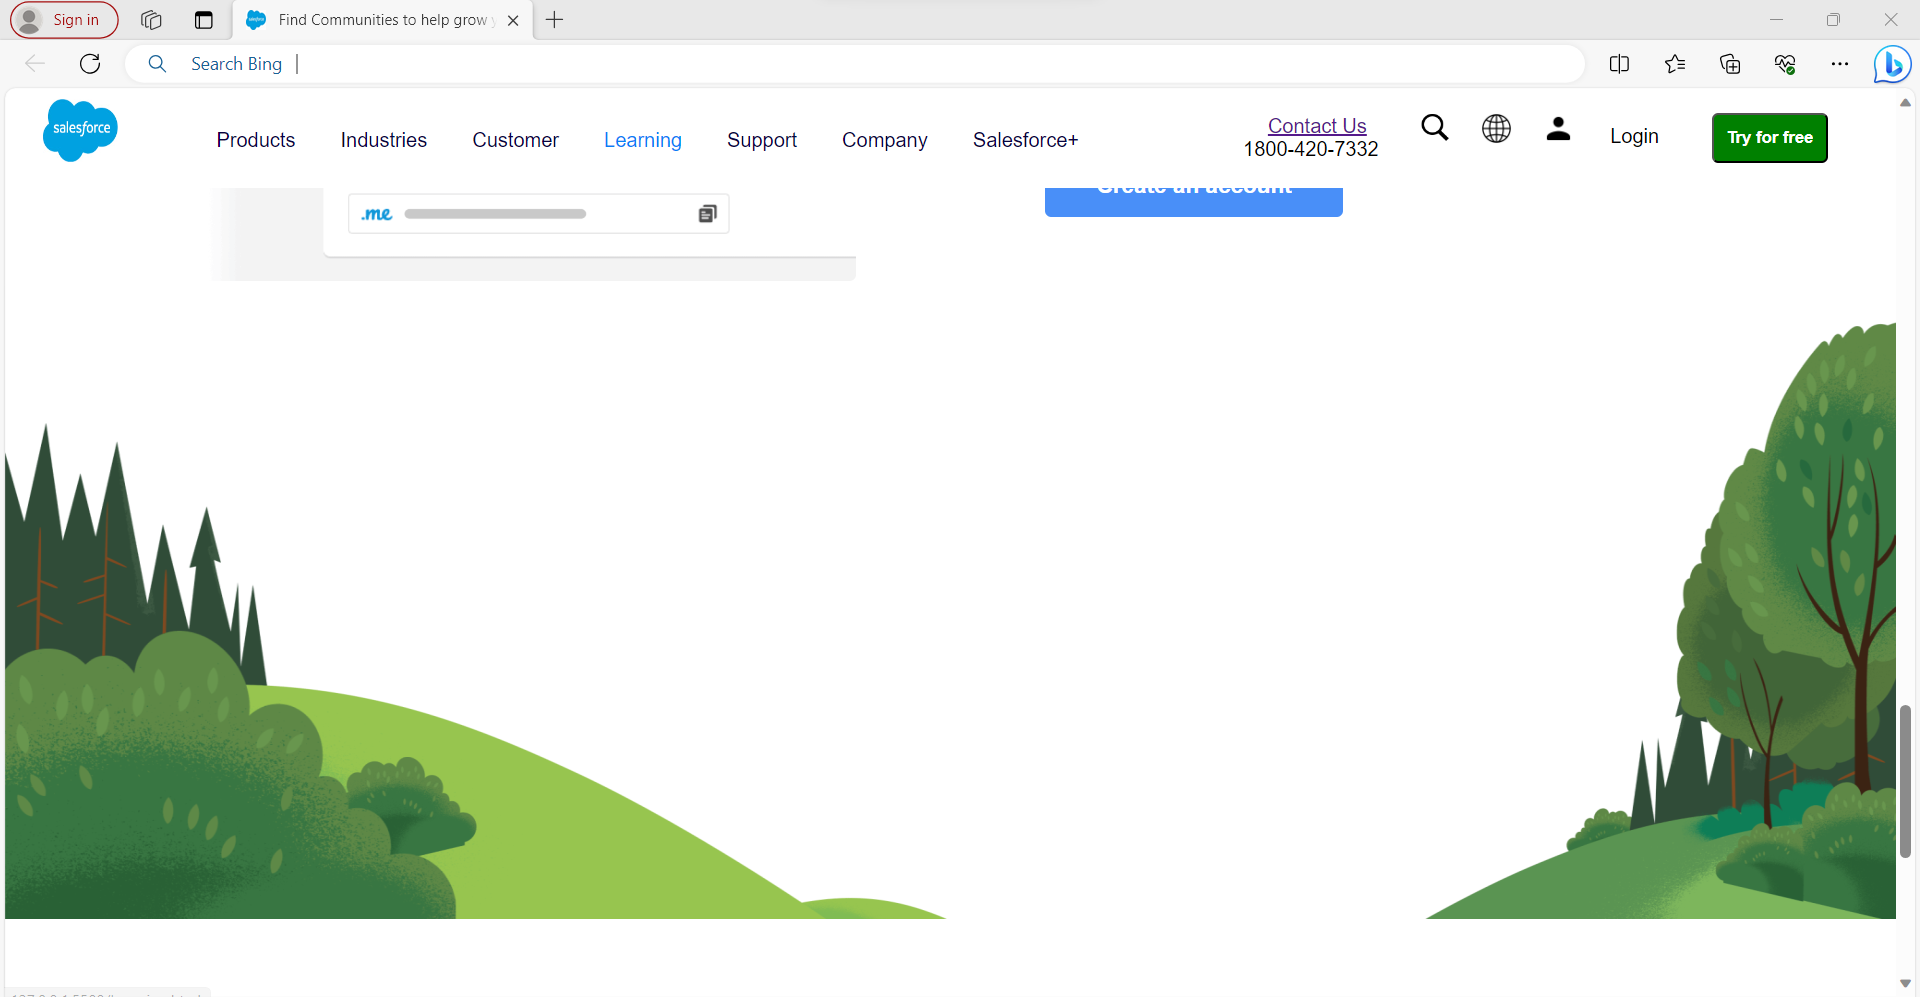 Sign in
Find Communities to help grow y
Search Bing
salesforce
Products
Industries
Customer
Learning
Support
Company
Salesforce+
Contact Us
1800-420-7332
Login
Try for free
.me
Create an account